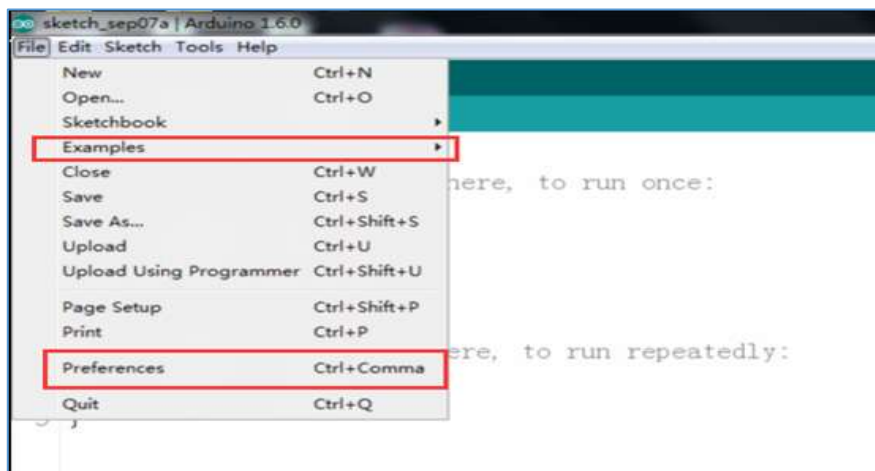 sketch_sep07a | Arduino 1.6.0
File Edit Sketch Tools Help
New Ctrl+N
Open... Ctrl+O
Sketchbook
Examples
Close Ctrl+W
here, to run once:
Save Ctrl+S
Save As... Ctrl+Shift+S
Upload Ctrl+U
Upload Using Programmer Ctrl+Shift+U
Page Setup Ctrl+Shift+P
Print Ctrl+P
ere, to run repeatedly:
Preferences Ctrl+Comma
Quit Ctrl+Q
}